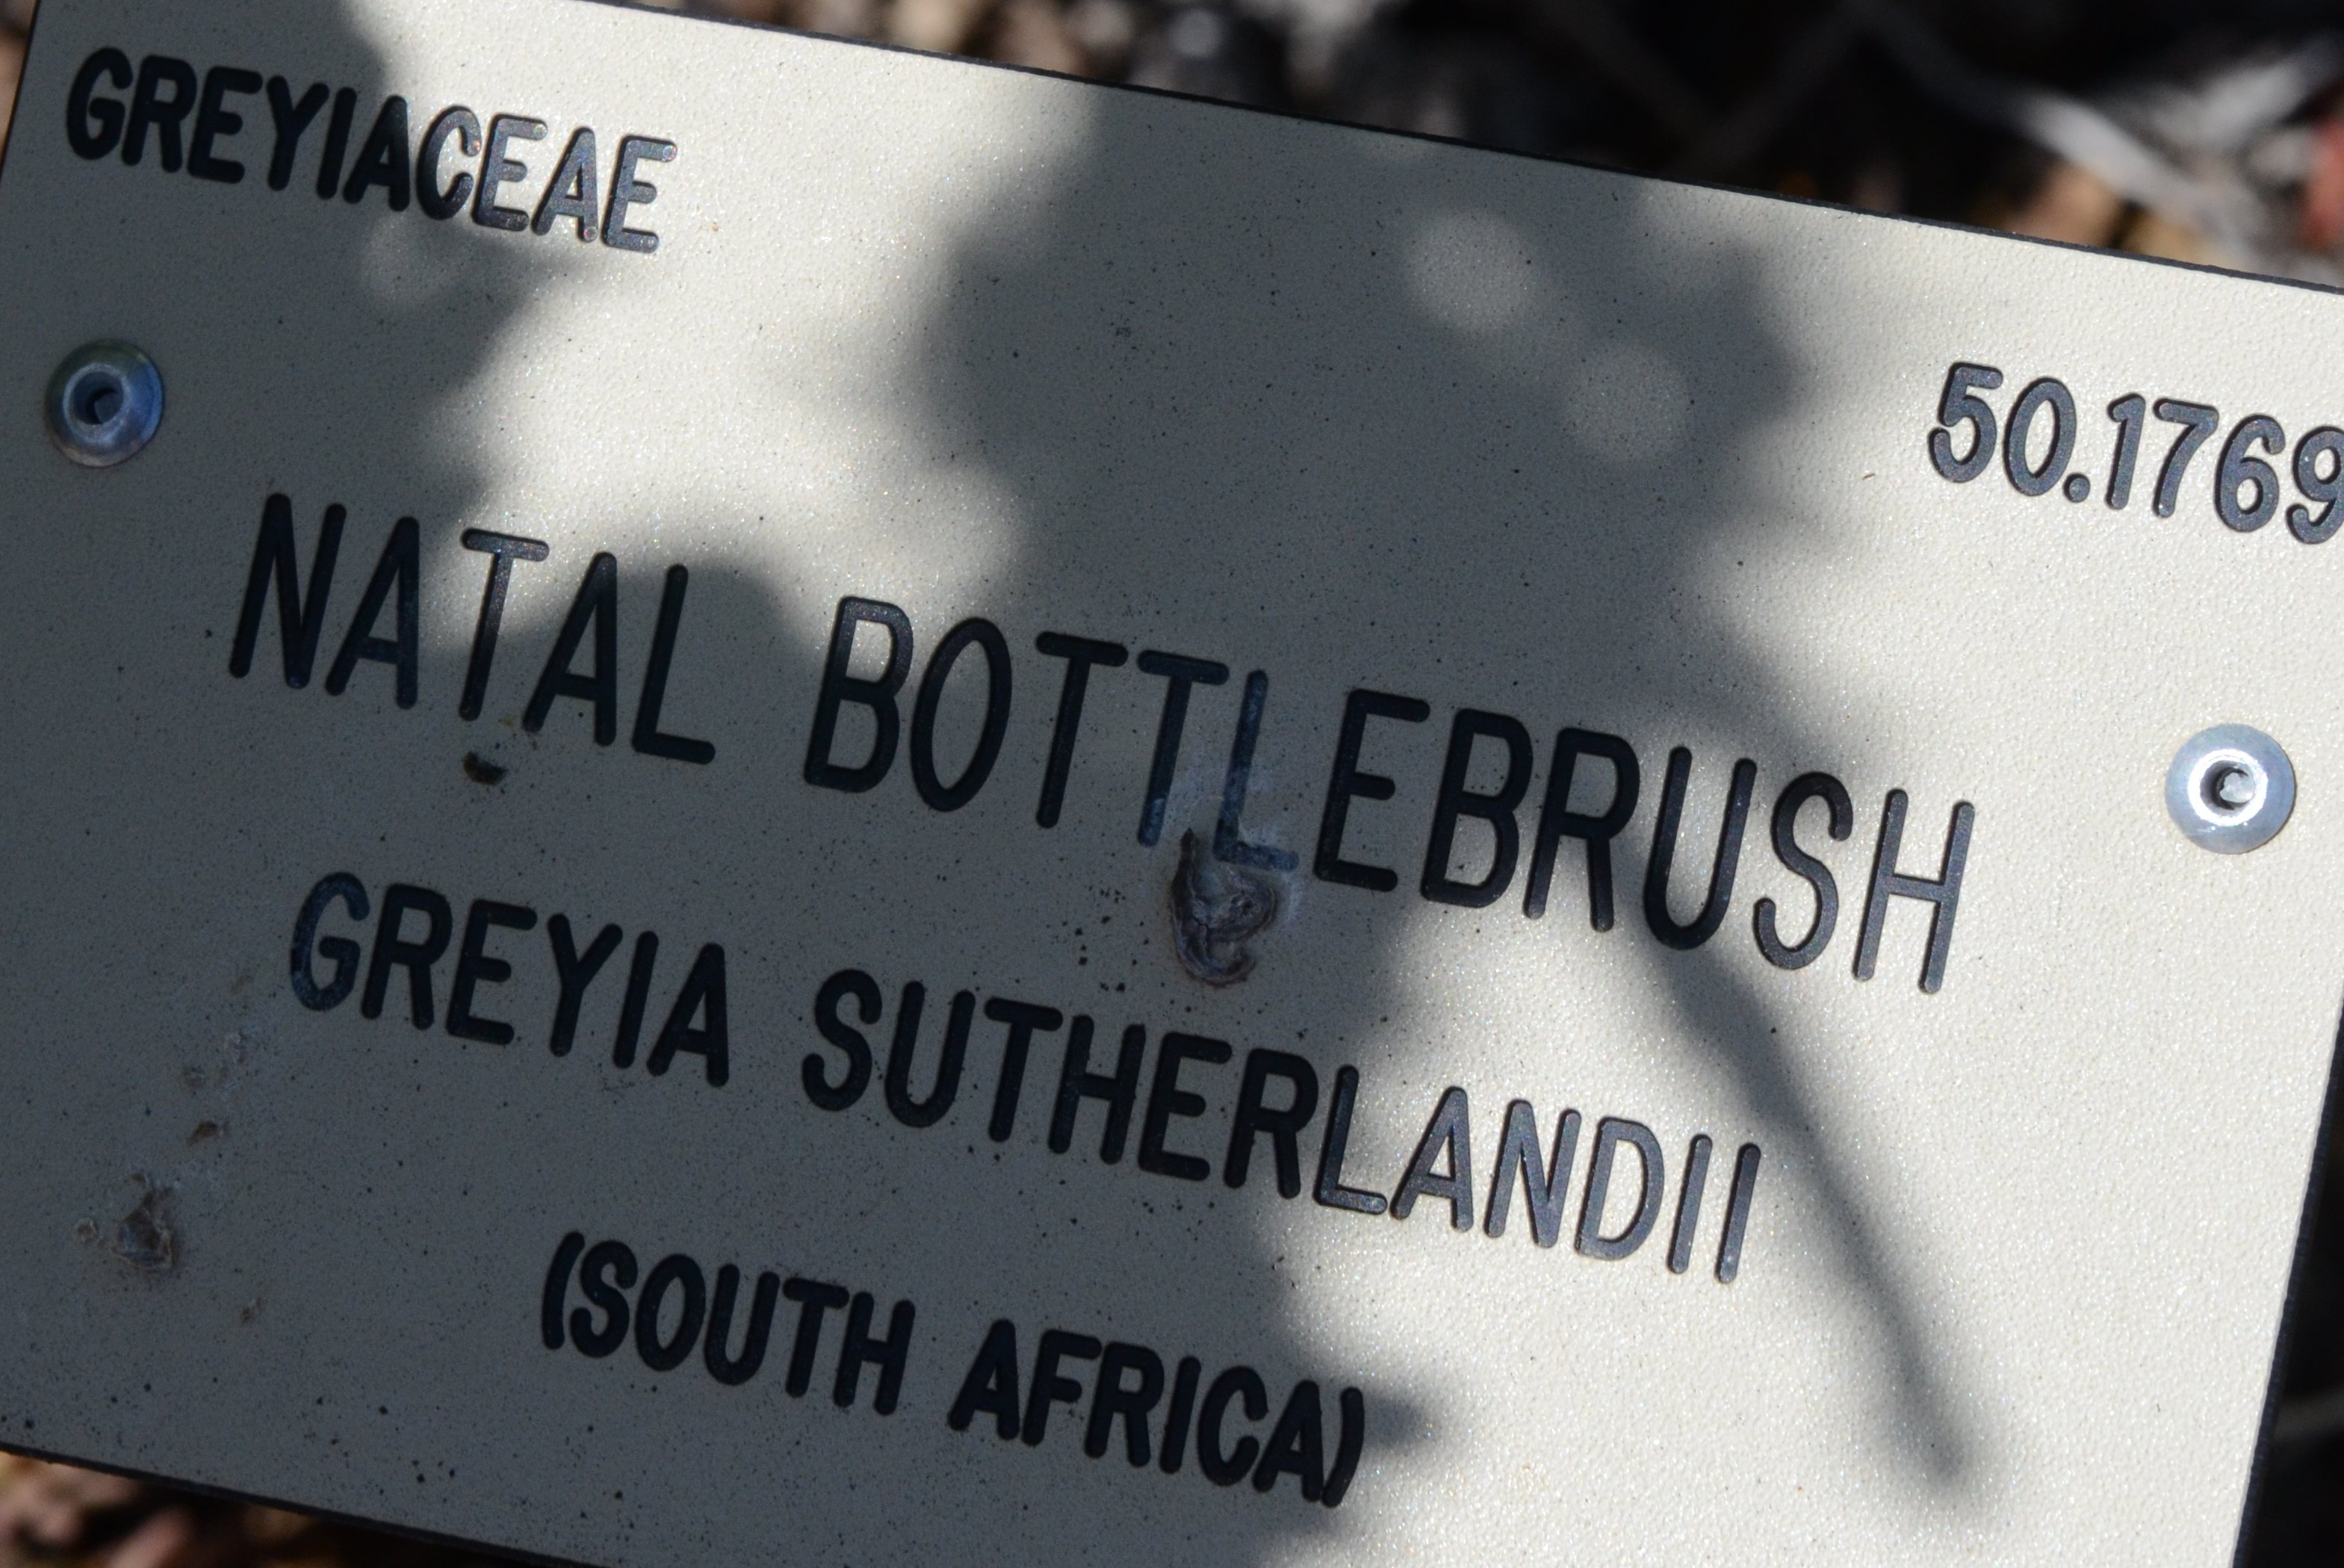 GREYIACEAE
50.1769
NATAL BOTTLEBRUSH
GREYIA SUTHERLANDII
(SOUTH AFRICA)